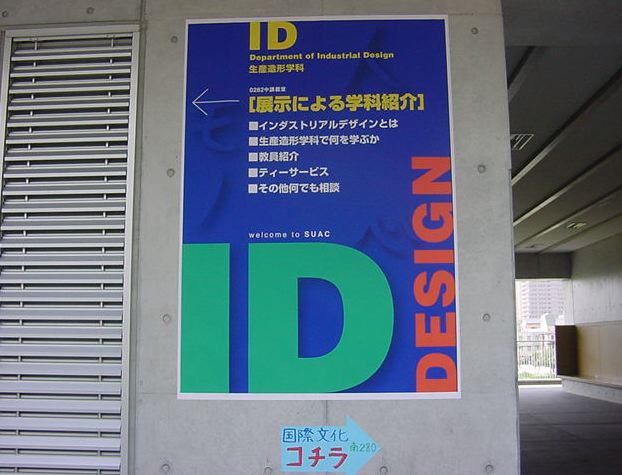 ID
Department of Industrial Design
生産造形学科
0282中講義室
[展示による学科紹介]
■インダストリアルデザインとは
■生産造形学科で何を学ぶか
■教員紹介
■ティーサービス
■その他何でも相談
welcome to SUAC
ID
DESIGN
国際文化
コチラ
南280